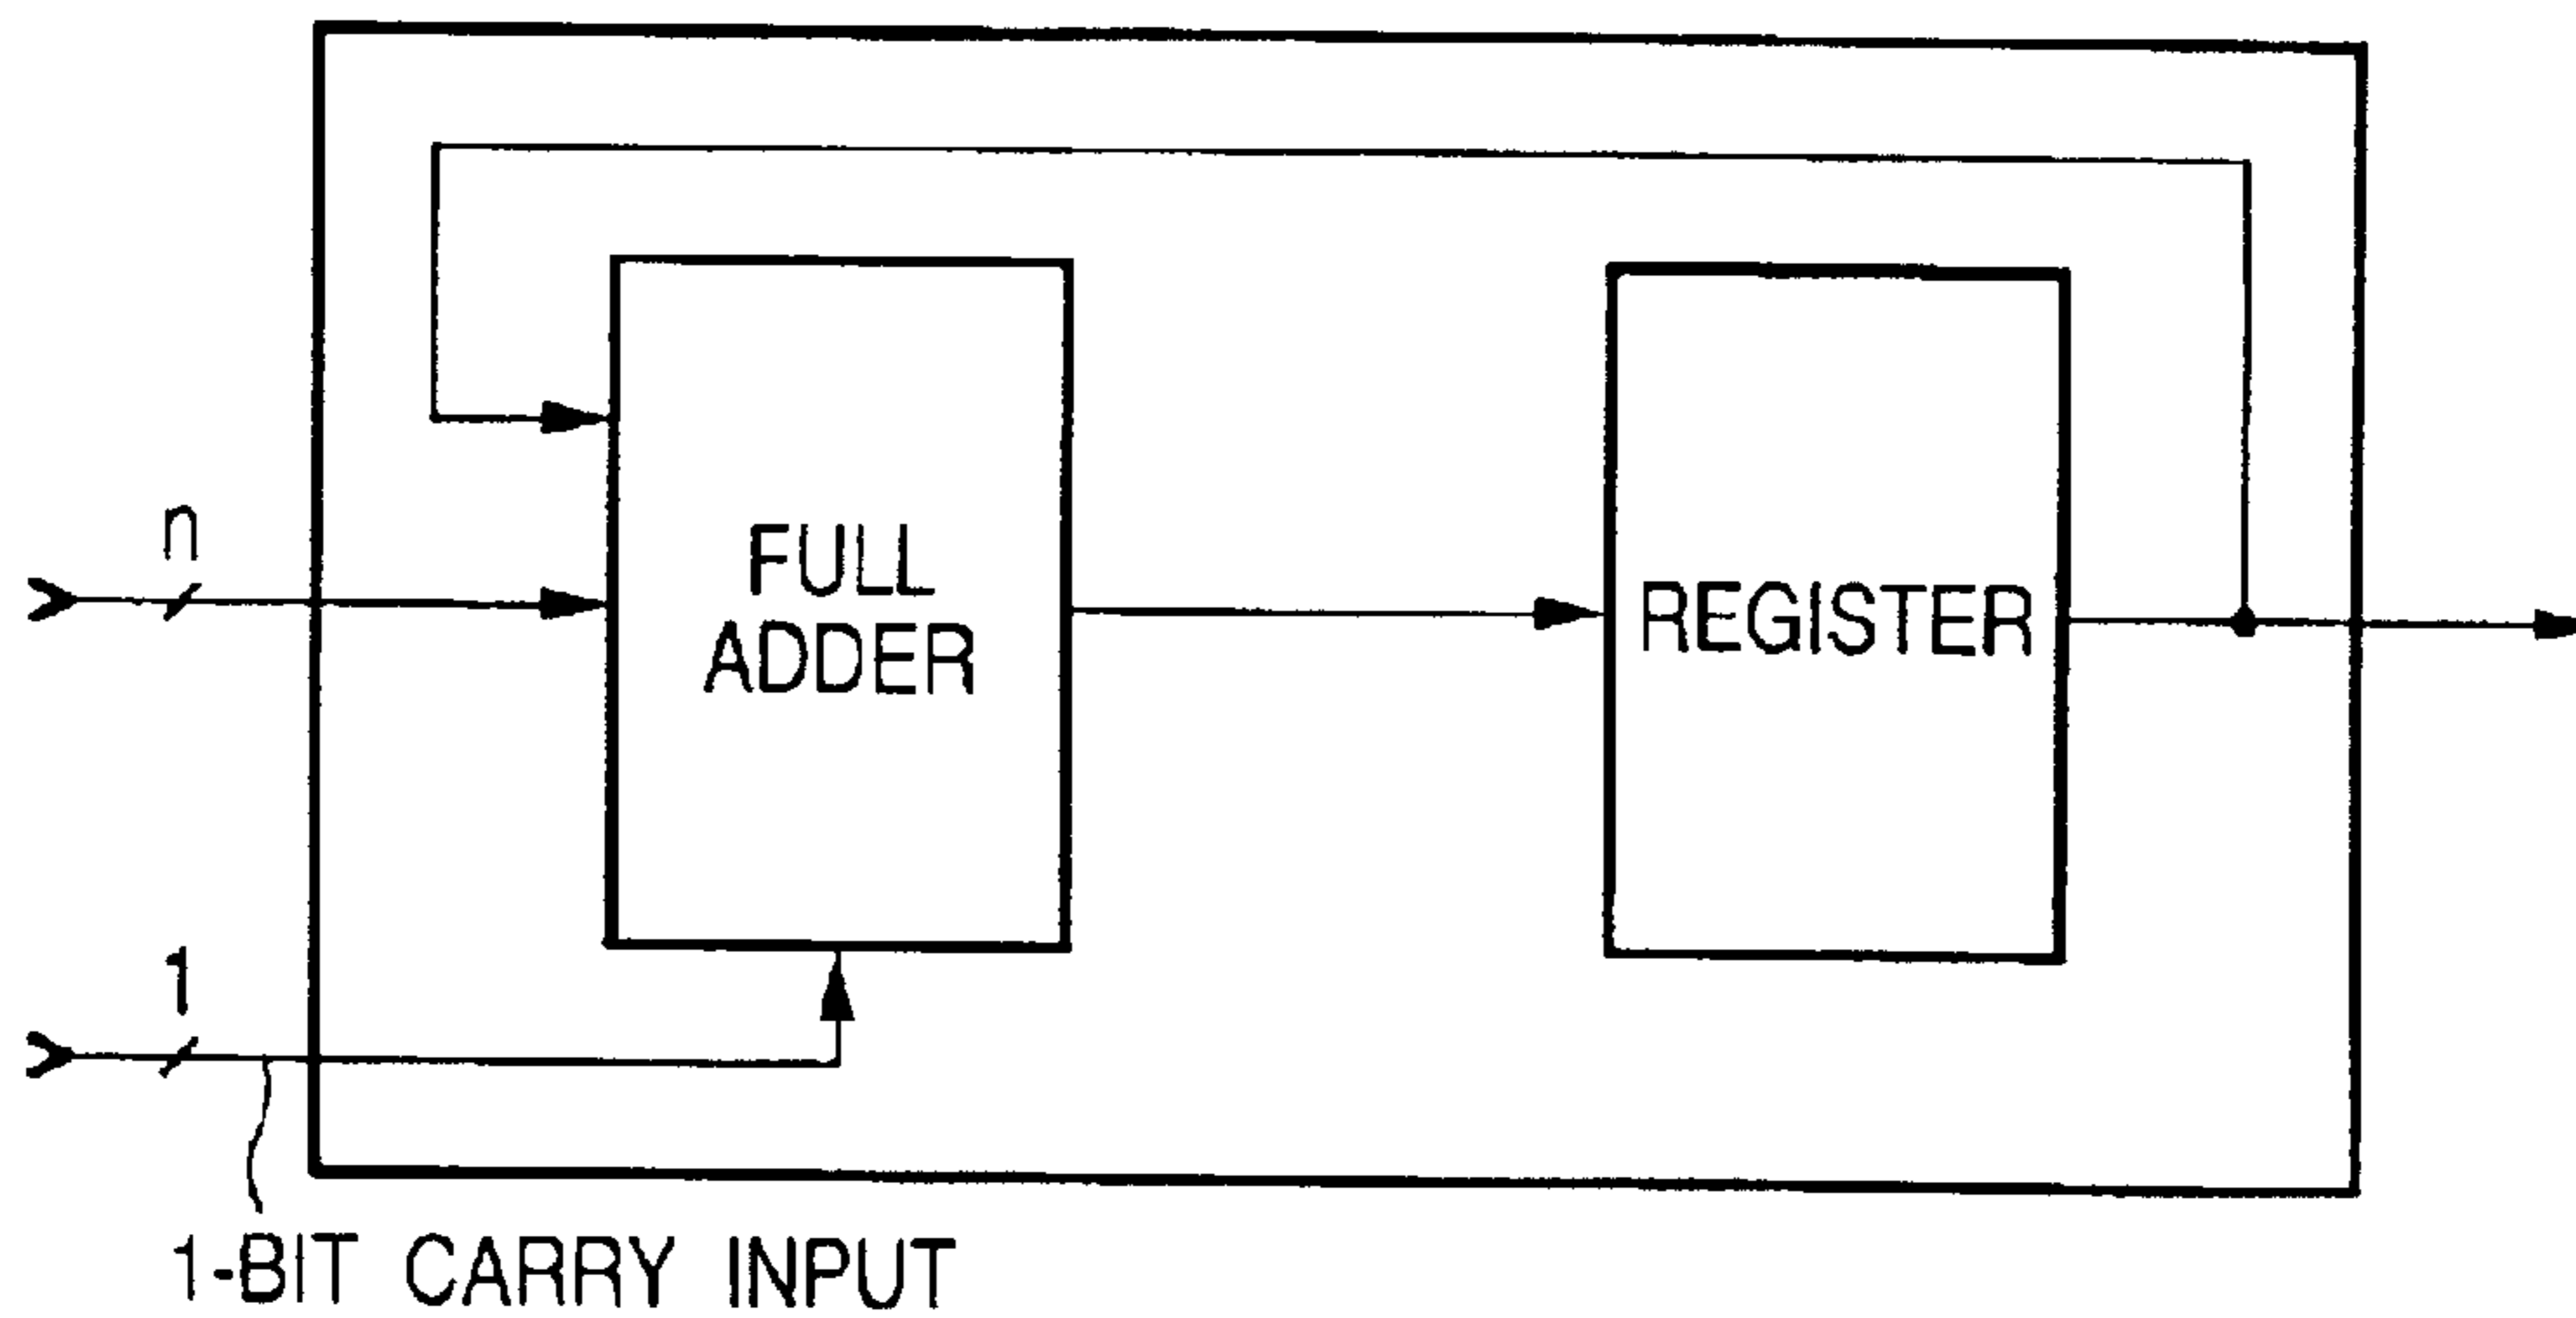 n
FULL
ADDER
REGISTER
1
1-BIT CARRY INPUT